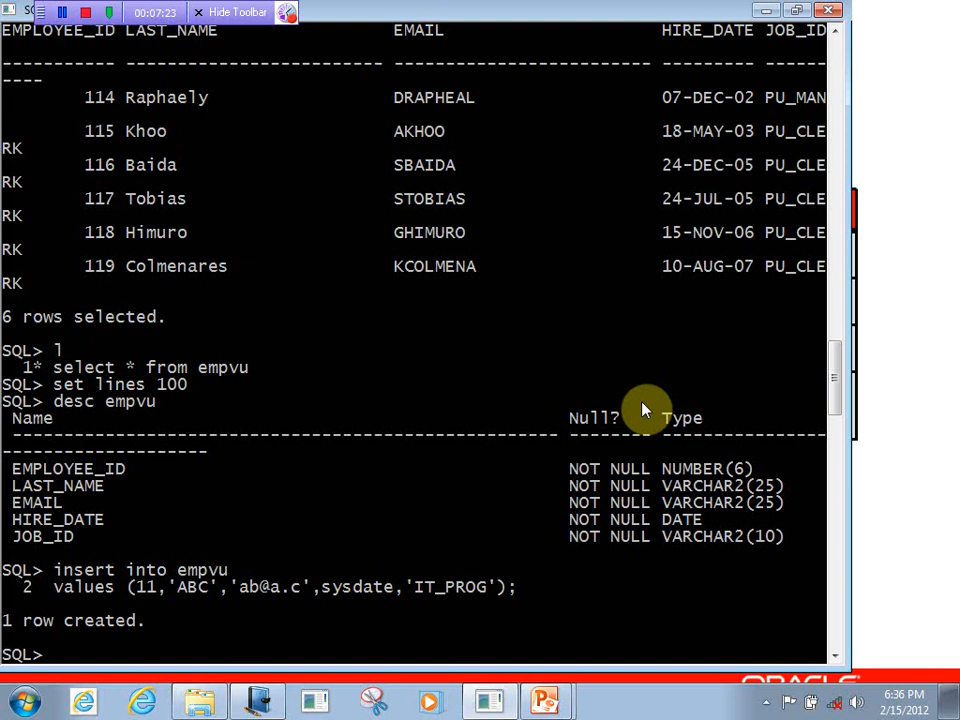 00:07:23 Hide Toolbar
EMPLOYEE_ID LAST_NAME EMAIL HIRE_DATE JOB_ID
----------- ------------------------- ------------------------- --------- ------
----
114 Raphaely DRAPHEAL 07-DEC-02 PU_MAN
115 Khoo AKHOO 18-MAY-03 PU_CLE
RK
116 Baida SBAIDA 24-DEC-05 PU_CLE
RK
117 Tobias STOBIAS 24-JUL-05 PU_CLE
RK
118 Himuro GHIMURO 15-NOV-06 PU_CLE
RK
119 Colmenares KCOLMENA 10-AUG-07 PU_CLE
RK
6 rows selected.
SQL> l
1* select * from empvu
SQL> set lines 100
SQL> desc empvu
Name Null? Type
----------------------------------------------------- -------- ----------------
--------------------
EMPLOYEE_ID NOT NULL NUMBER(6)
LAST_NAME NOT NULL VARCHAR2(25)
EMAIL NOT NULL VARCHAR2(25)
HIRE_DATE NOT NULL DATE
JOB_ID NOT NULL VARCHAR2(10)
SQL> insert into empvu
2 values (11,'ABC','ab@a.c',sysdate,'IT_PROG');
1 row created.
SQL>
ORACLE
6:36 PM
2/15/2012